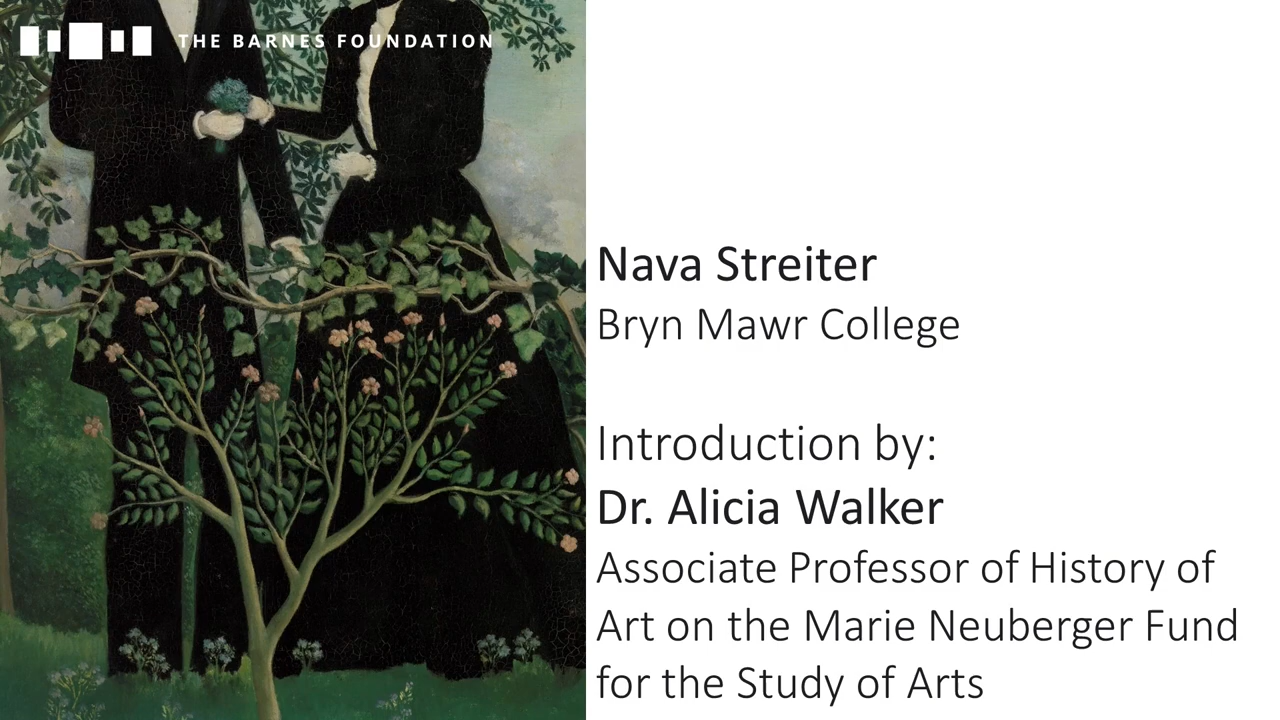 THE BARNES FOUNDATION
Nava Streiter
Bryn Mawr College
Introduction by:
Dr. Alicia Walker
Associate Professor of History of
Art on the Marie Neuberger Fund
for the Study of Arts